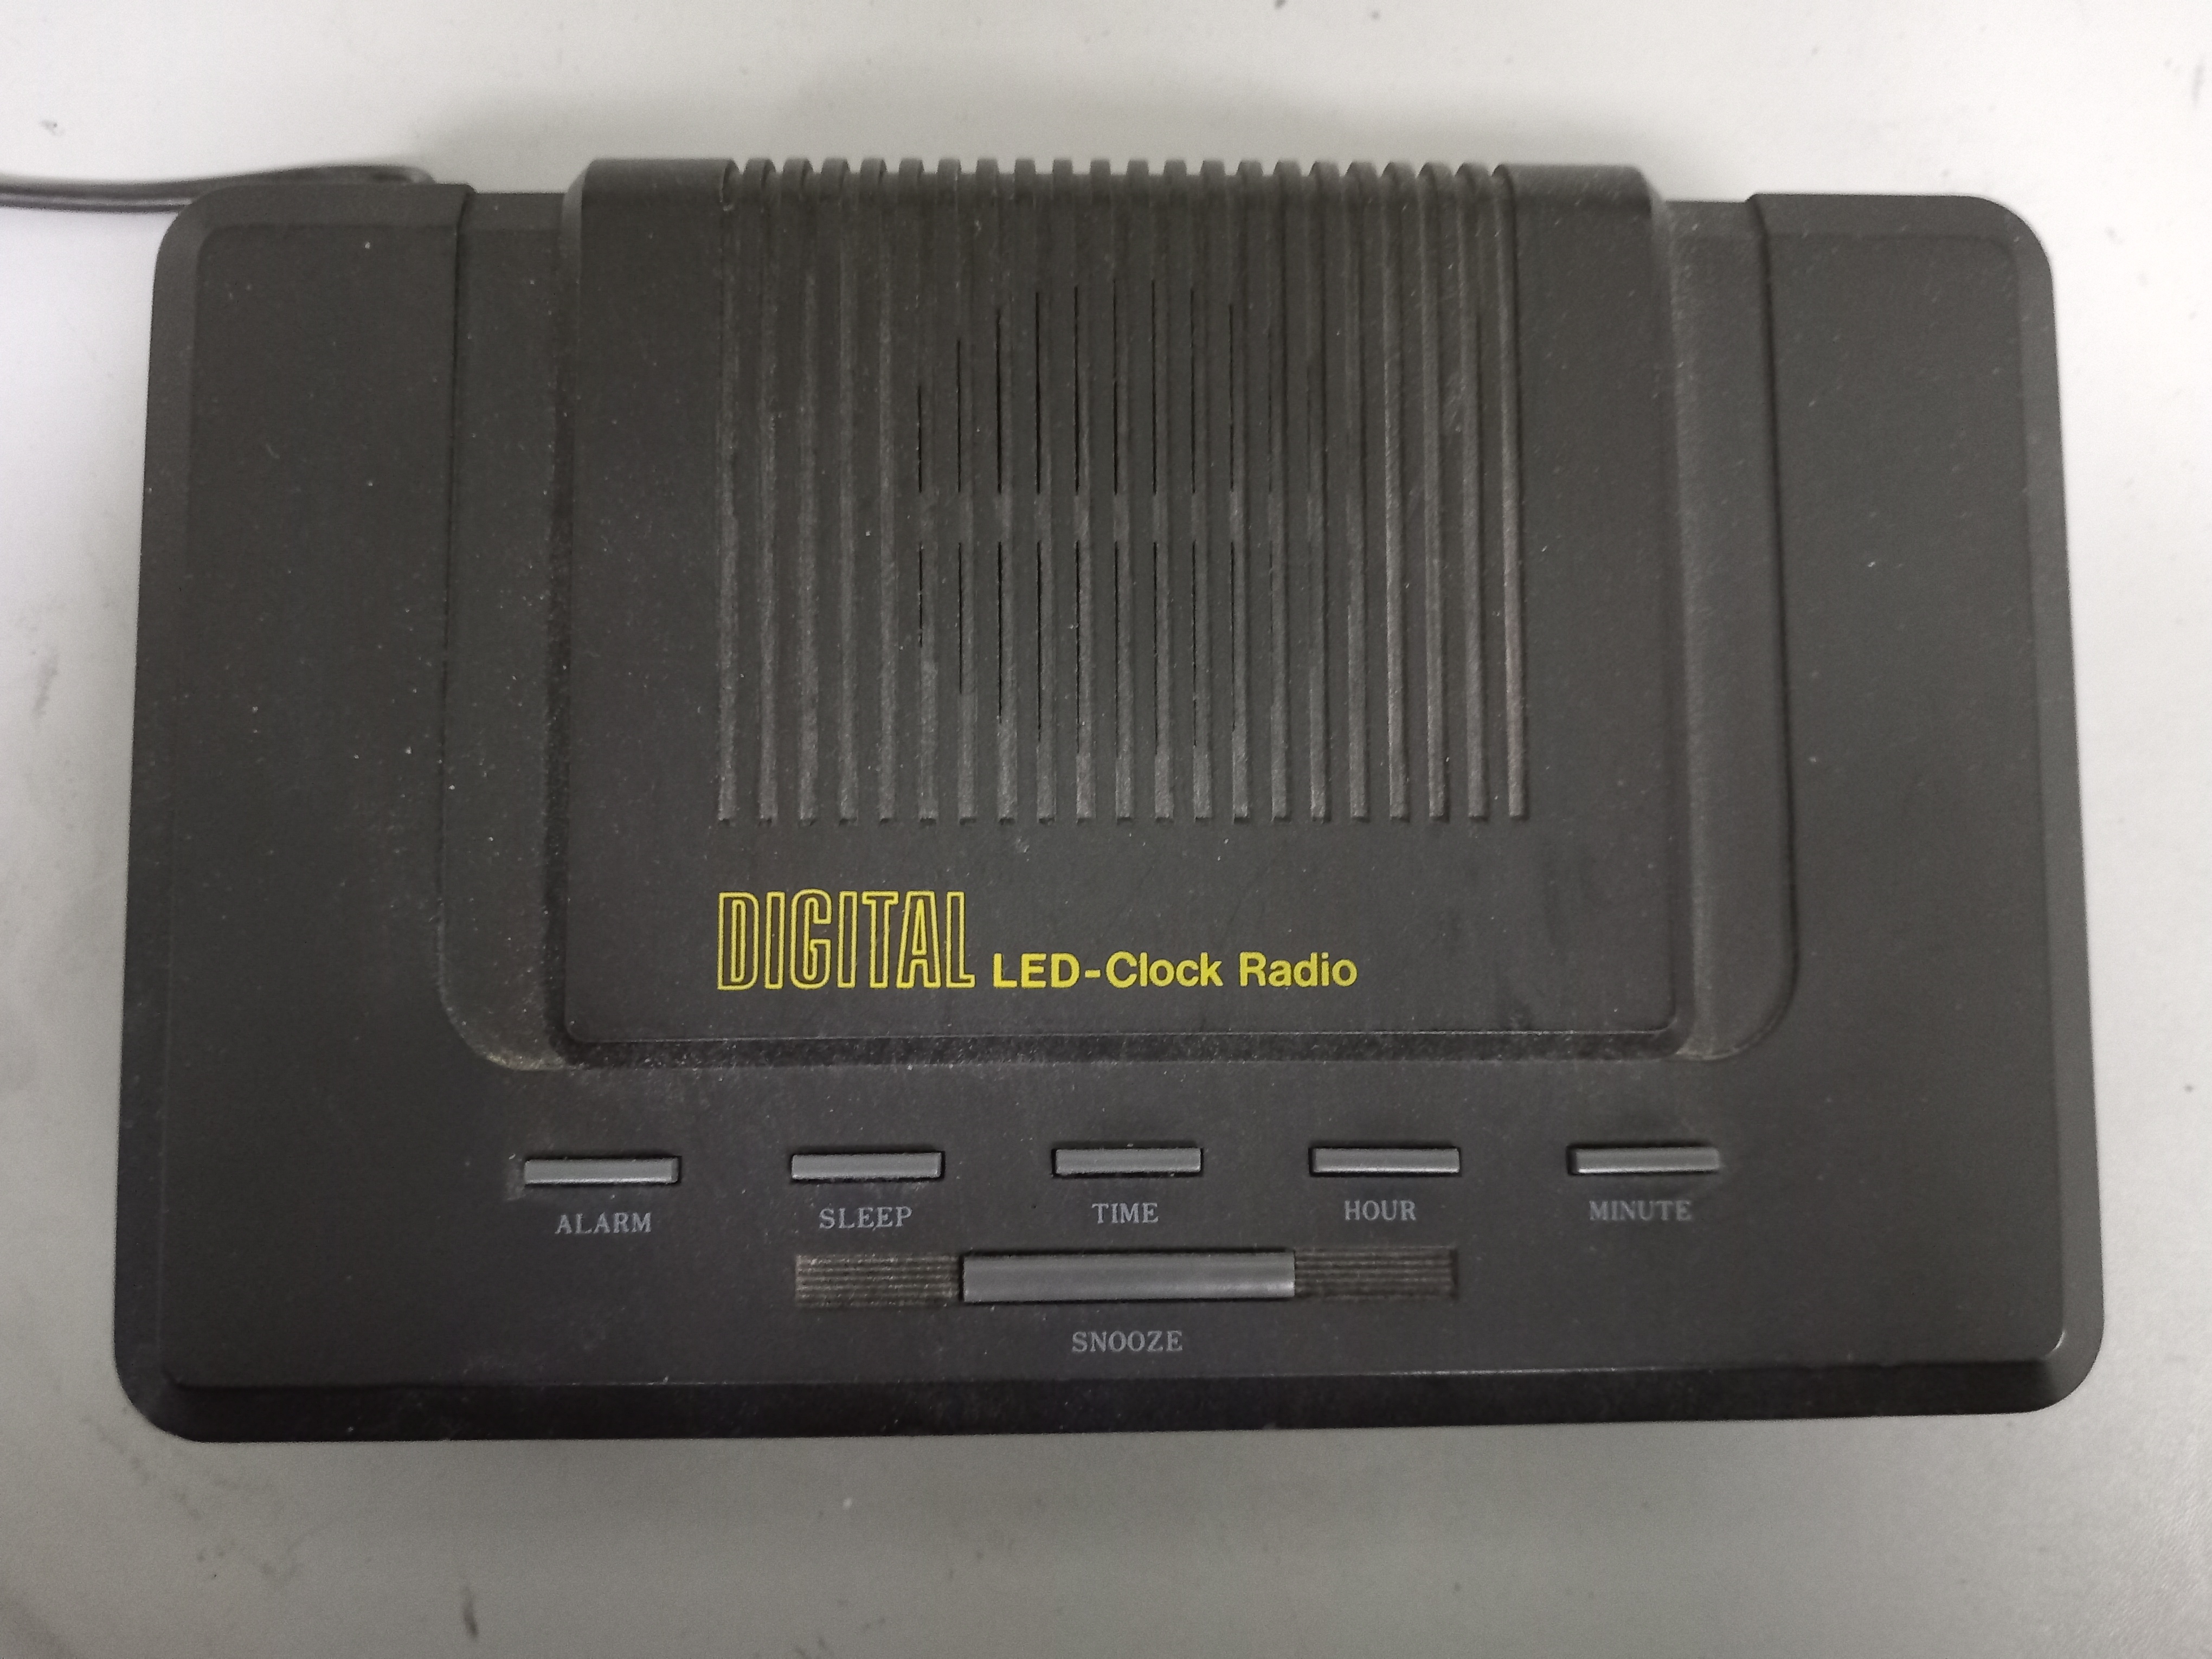 DIGITAL LED-Clock Radio
ALARM SLEEP TIME HOUR MINUTE
SNOOZE